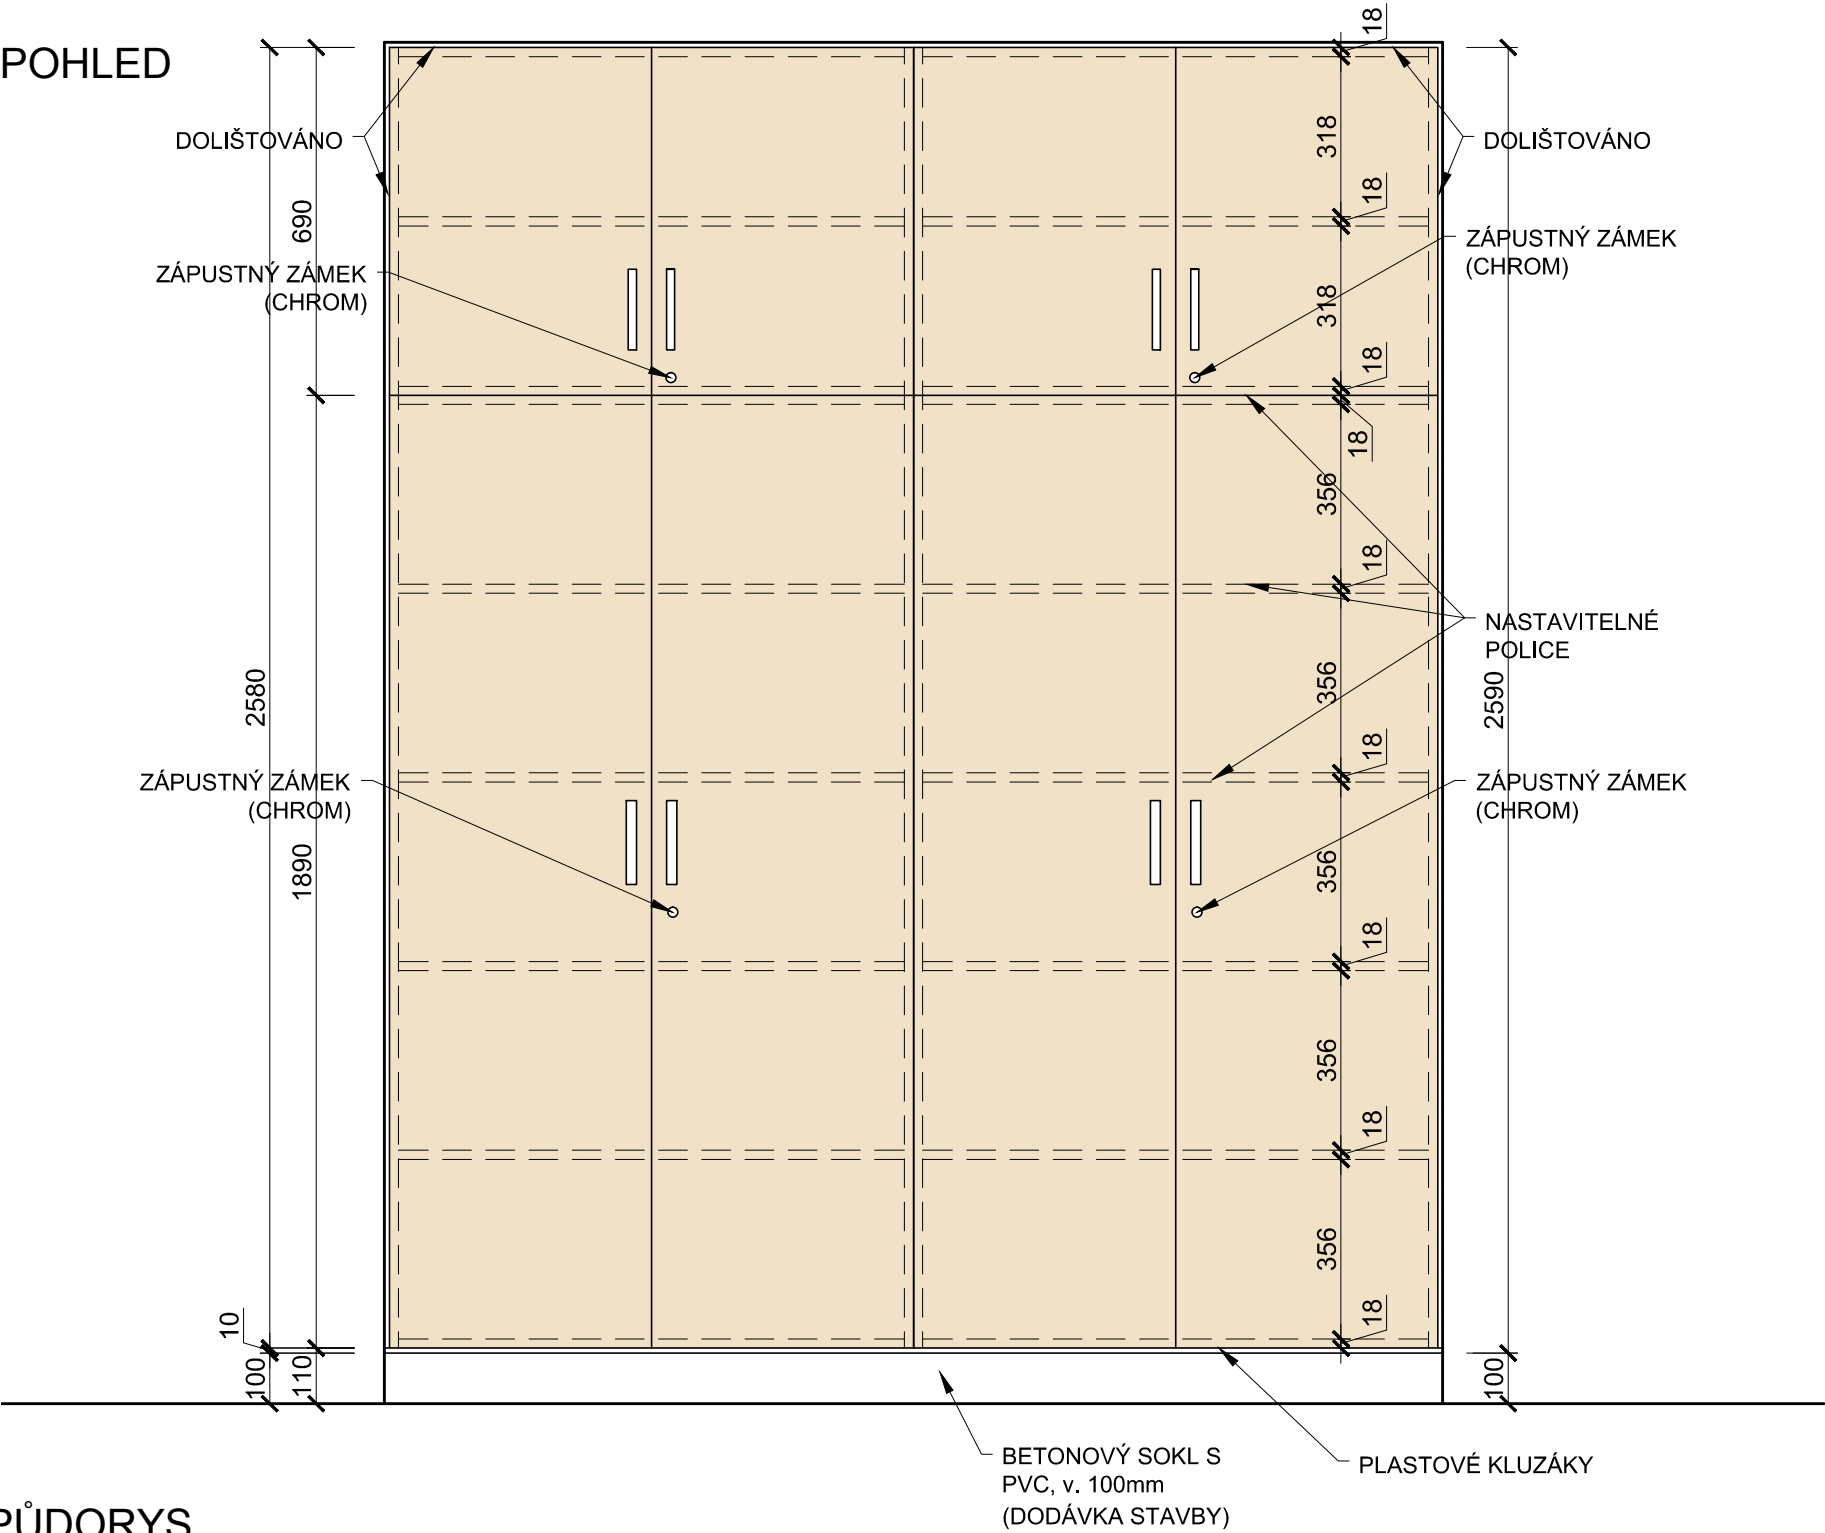 18
POHLED
DOLIŠTOVÁNO
318
DOLIŠTOVÁNO
18
690
ZÁPUSTNÝ ZÁMEK
(CHROM)
ZÁPUSTNÝ ZÁMEK
(CHROM)
318
18
18
356
18
NASTAVITELNÉ
POLICE
2580
356
2590
18
ZÁPUSTNÝ ZÁMEK
(CHROM)
ZÁPUSTNÝ ZÁMEK
(CHROM)
1890
356
18
356
18
356
10
18
100
110
100
BETONOVÝ SOKL S
PVC, v. 100mm
(DODÁVKA STAVBY)
PLASTOVÉ KLUZÁKY
PŮDORYS